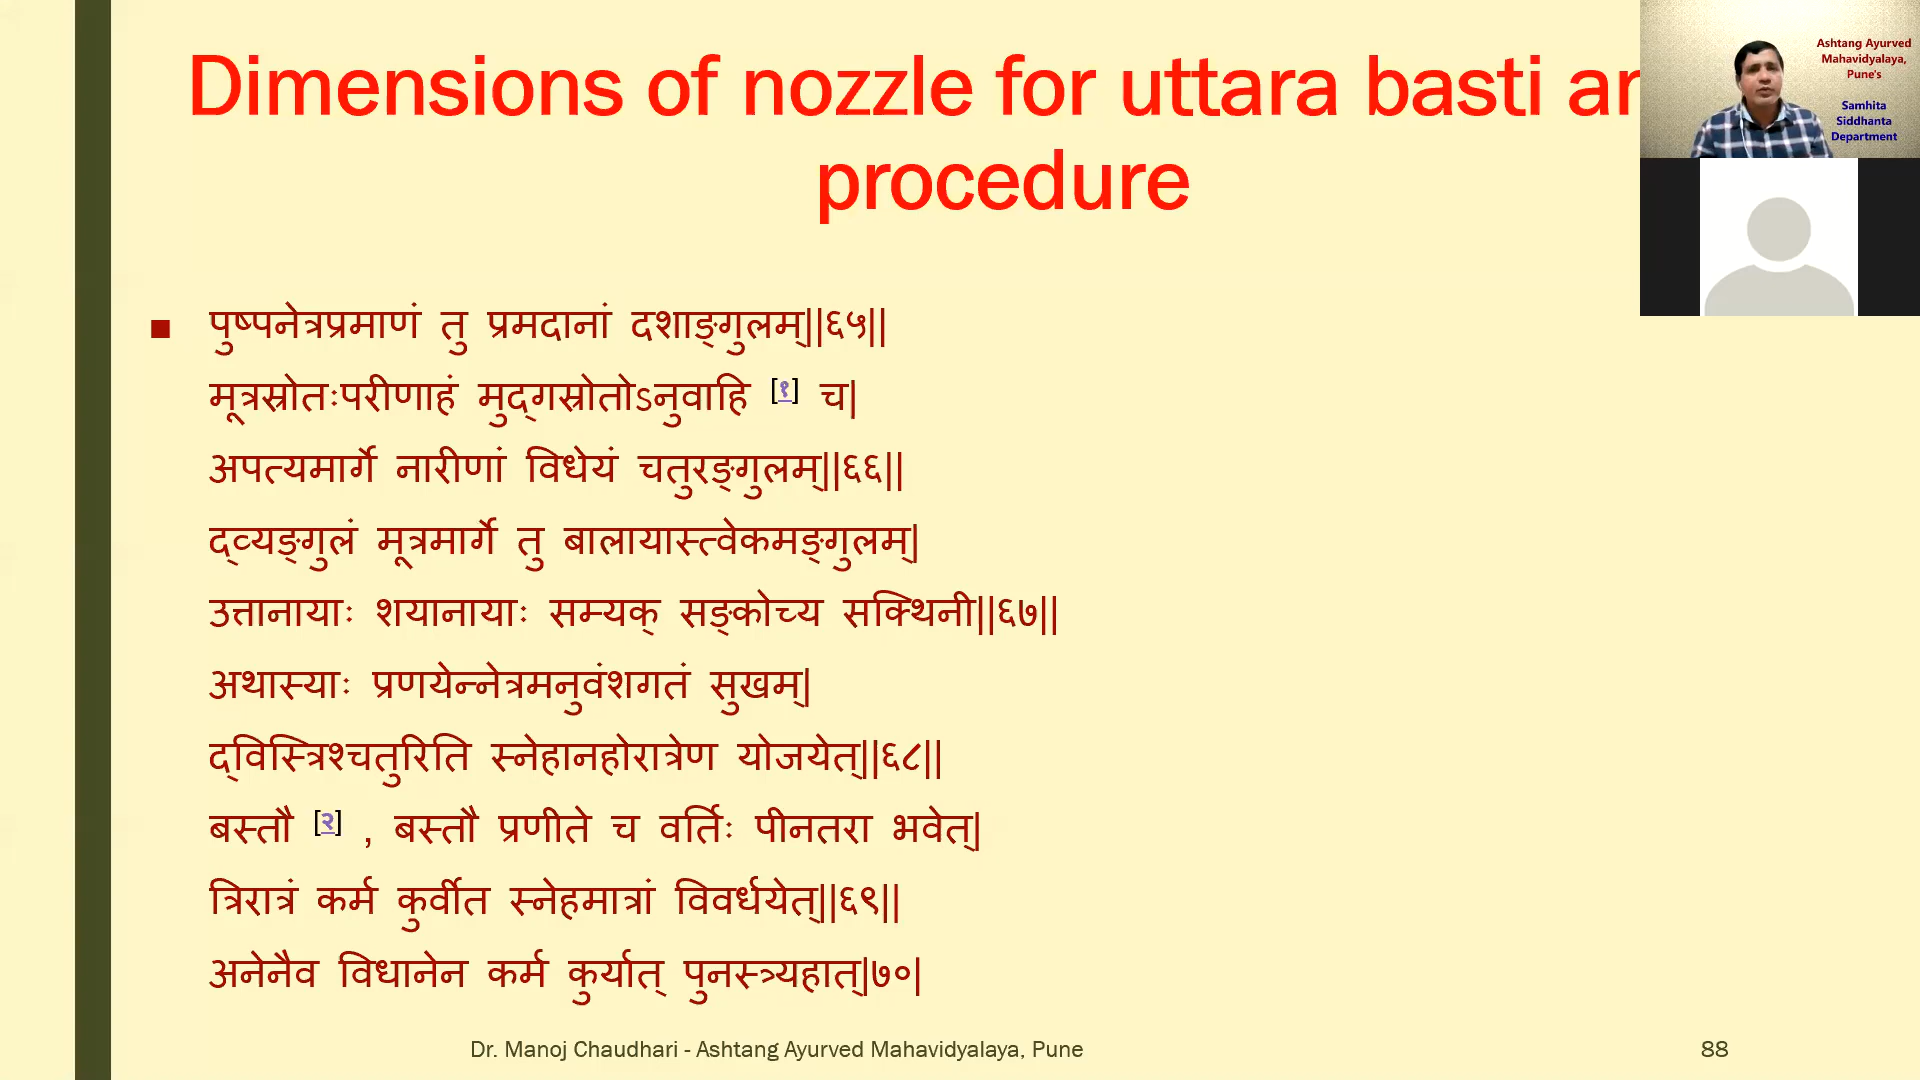 Dimensions of nozzle for uttara basti
procedure
Ashtang Ayurved
Mahavidyalaya,
Pune's
Samhita
Siddhanta
Department
■ पुष्पनेत्रप्रमाणं तु प्रमदानां दशाङ्गुलम्||६५||
मूत्रस्रोतःपरीणाहं मुद्गस्रोतोऽनुवाहि [१] च|
अपत्यमार्गे नारीणां विधेयं चतुरङ्गुलम्||६६||
द्व्यङ्गुलं मूत्रमार्गे तु बालायास्त्वेकमङ्गुलम्|
उत्तानायाः शयानायाः सम्यक् सङ्कोच्य सक्थिनी||६७||
अथास्याः प्रणयेन्नेत्रमनुवंशगतं सुखम्|
द्विस्त्रिश्चतुरिति स्नेहानहोरात्रेण योजयेत्||६८||
बस्तौ [२] , बस्तौ प्रणीते च वर्तिः पीनतरा भवेत्|
त्रिरात्रं कर्म कुर्वीत स्नेहमात्रां विवर्धयेत्||६९||
अनेनैव विधानेन कर्म कुर्यात् पुनस्त्र्यहात्|७०|
Dr. Manoj Chaudhari - Ashtang Ayurved Mahavidyalaya, Pune
88